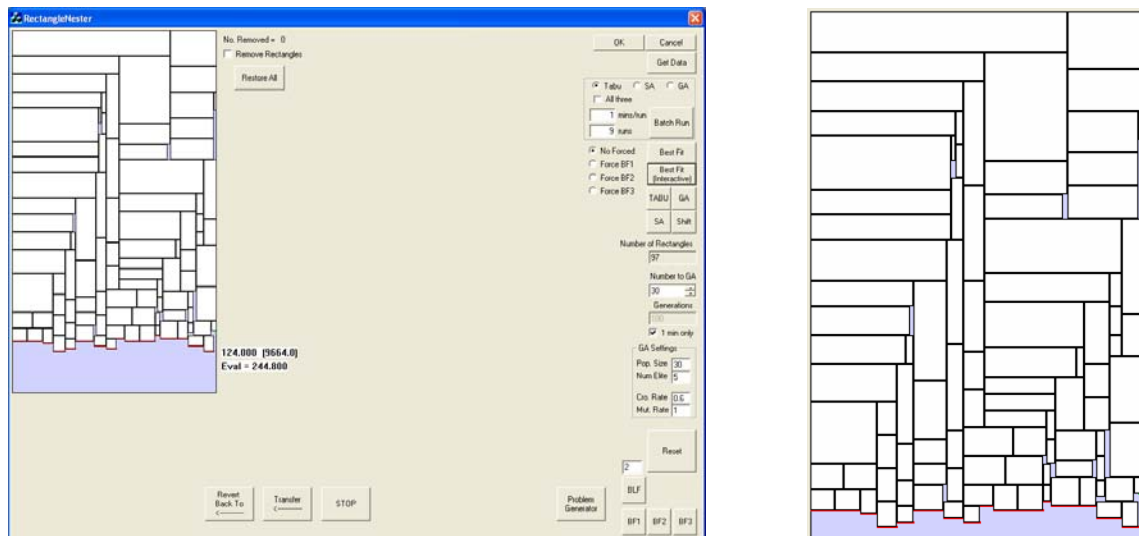 RectangleNester
No. Removed = 0
Remove Rectangles
Restore All
OK
Cancel
Get Data
Tabu
SA
GA
All three
1 mins/run
9 runs
Batch Run
No Forced
Force BF1
Force BF2
Force BF3
Best Fit
Best Fit
(Interactive)
TABU
GA
SA
Shift
Number of Rectangles
97
Number to GA
30
Generations
100
1 min only
GA Settings
Pop. Size 30
Num Elite 5
Cro. Rate 0.6
Mut. Rate 1
124.000 (9664.0)
Eval = 244.800
Reset
2
BLF
Revert
Back To
<------
Transfer
<------
STOP
Problem
Generator
BF1
BF2
BF3